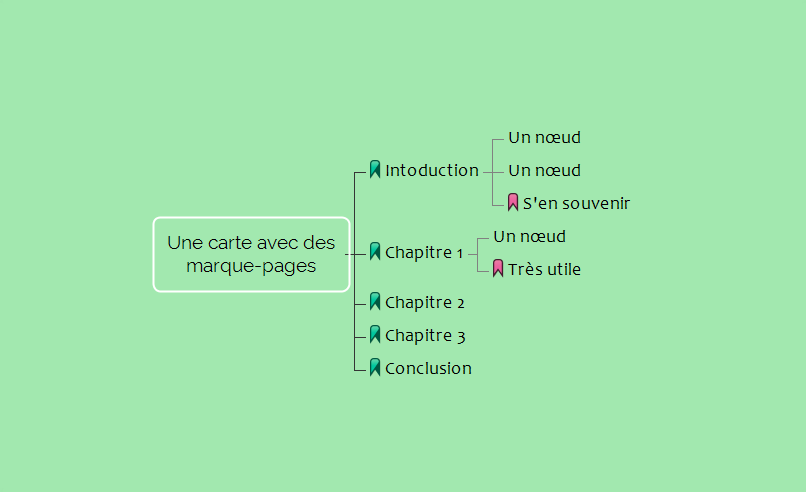 Une carte avec des
marque-pages
Intoduction
Un nœud
Un nœud
S'en souvenir
Chapitre 1
Un nœud
Très utile
Chapitre 2
Chapitre 3
Conclusion